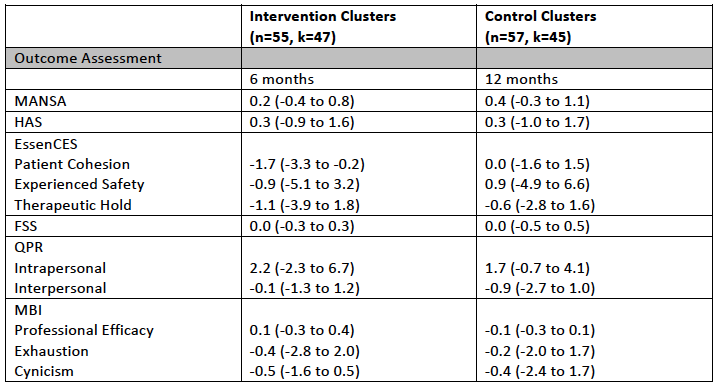 Intervention Clusters Control Clusters
(n=55, k=47) (n=57, k=45)
Outcome Assessment
6 months 12 months
MANSA 0.2 (-0.4 to 0.8) 0.4 (-0.3 to 1.1)
HAS 0.3 (-0.9 to 1.6) 0.3 (-1.0 to 1.7)
EssenCES
Patient Cohesion -1.7 (-3.3 to -0.2) 0.0 (-1.6 to 1.5)
Experienced Safety -0.9 (-5.1 to 3.2) 0.9 (-4.9 to 6.6)
Therapeutic Hold -1.1 (-3.9 to 1.8) -0.6 (-2.8 to 1.6)
FSS 0.0 (-0.3 to 0.3) 0.0 (-0.5 to 0.5)
QPR
Intrapersonal 2.2 (-2.3 to 6.7) 1.7 (-0.7 to 4.1)
Interpersonal -0.1 (-1.3 to 1.2) -0.9 (-2.7 to 1.0)
MBI
Professional Efficacy 0.1 (-0.3 to 0.4) -0.1 (-0.3 to 0.1)
Exhaustion -0.4 (-2.8 to 2.0) -0.2 (-2.0 to 1.7)
Cynicism -0.5 (-1.6 to 0.5) -0.4 (-2.4 to 1.7)